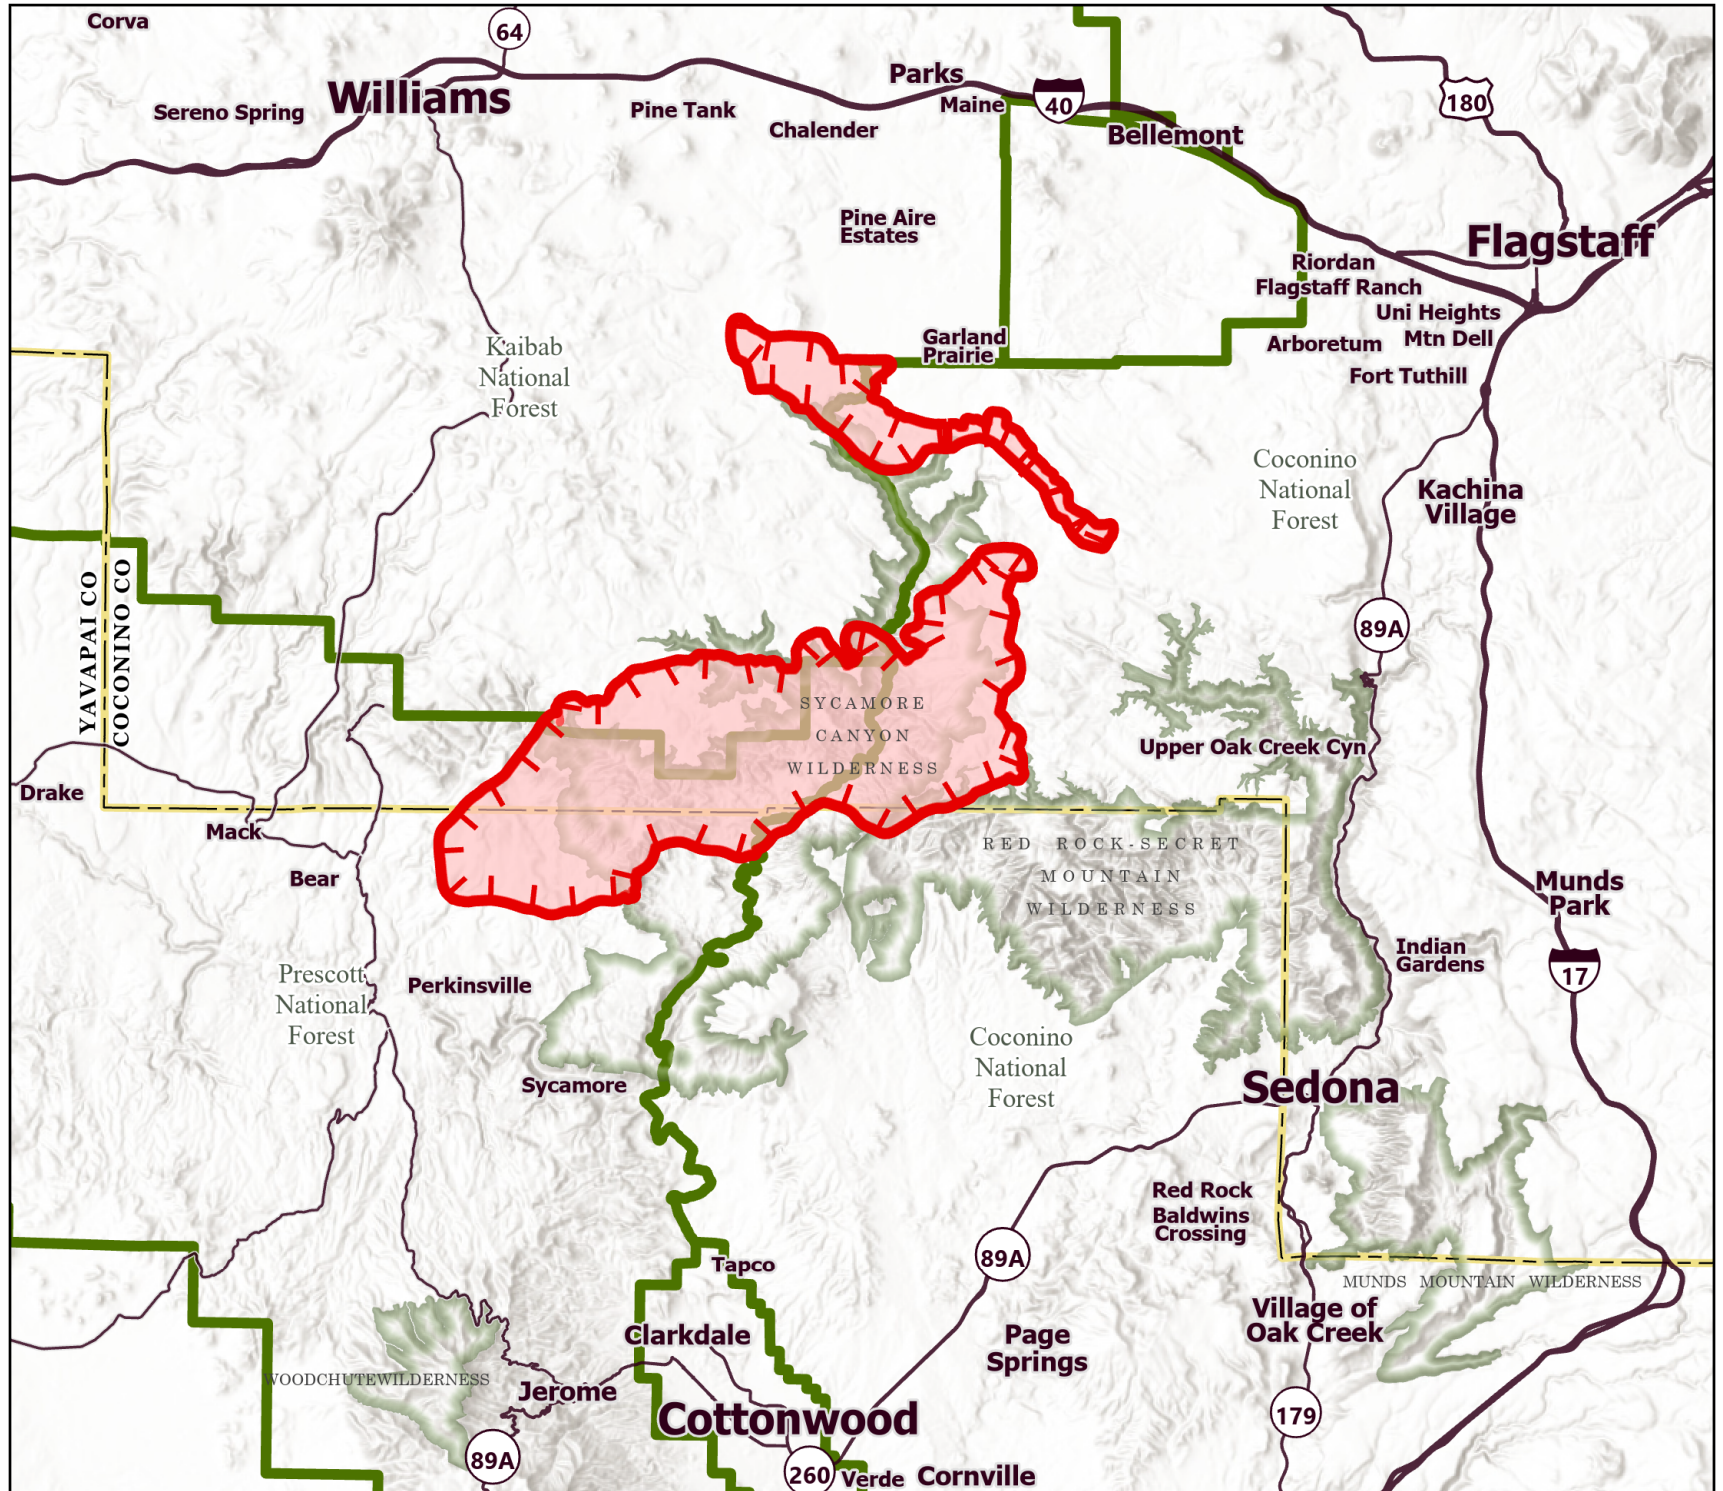 Corva
64
Williams
Sereno Spring
Pine Tank
Chalender
Parks
Maine
40
Bellemont
180
Pine Aire
Estates
Flagstaff
Riordan
Flagstaff Ranch
Uni Heights
Mtn Dell
Arboretum
Fort Tuthill
Garland
Prairie
Kaibab
National
Forest
Coconino
National
Forest
Kachina
Village
89A
YAVAPAI CO
COCONINO CO
SYCAMORE
CANYON
WILDERNESS
Upper Oak Creek Cyn
Drake
Mack
Bear
RED ROCK-SECRET
MOUNTAIN
WILDERNESS
Munds
Park
Indian
Gardens
17
Prescott
National
Forest
Perkinsville
Coconino
National
Forest
Sycamore
Sedona
Red Rock
Baldwins
Crossing
89A
Tapco
MUNDS MOUNTAIN WILDERNESS
Village of
Oak Creek
Clarkdale
Page
Springs
WOODCHUTEWILDERNESS
Jerome
Cottonwood
179
89A
260
Verde
Cornville